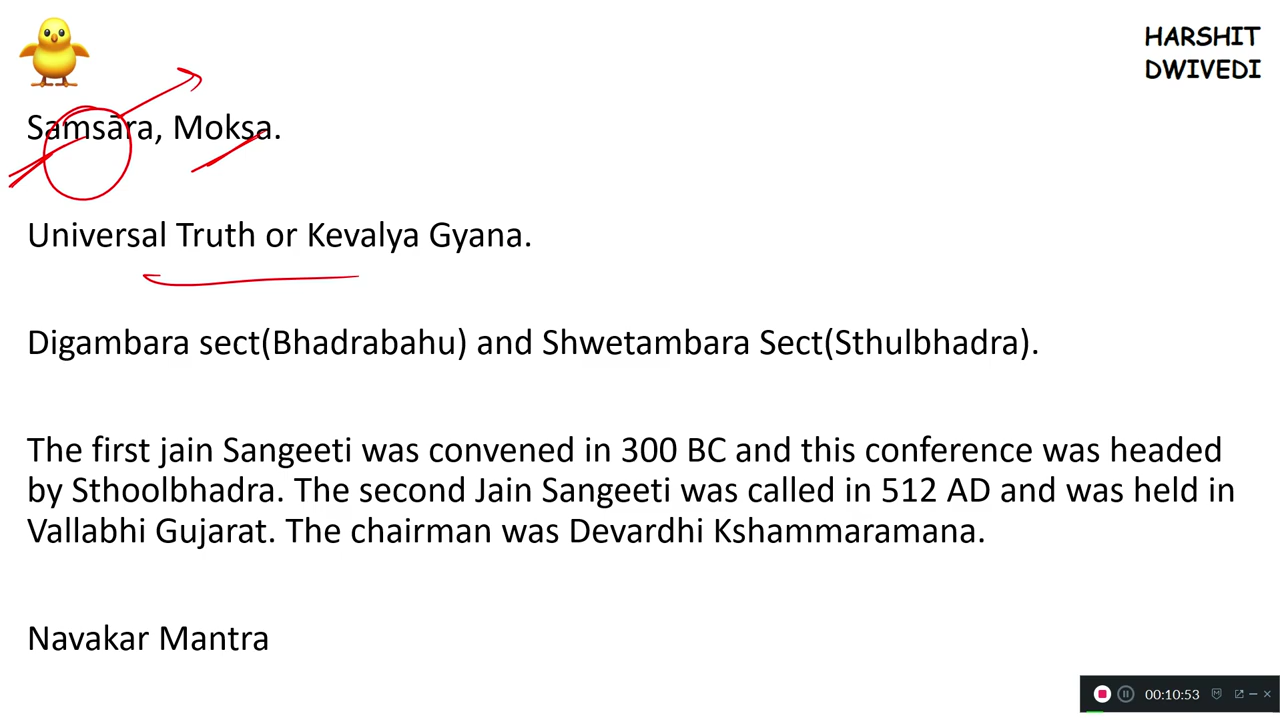 HARSHIT
DWIVEDI
Samsāra, Moksa.
Universal Truth or Kevalya Gyana.
Digambara sect(Bhadrabahu) and Shwetambara Sect(Sthulbhadra).
The first jain Sangeeti was convened in 300 BC and this conference was headed
by Sthoolbhadra. The second Jain Sangeeti was called in 512 AD and was held in
Vallabhi Gujarat. The chairman was Devardhi Kshammaramana.
Navakar Mantra
00:10:53